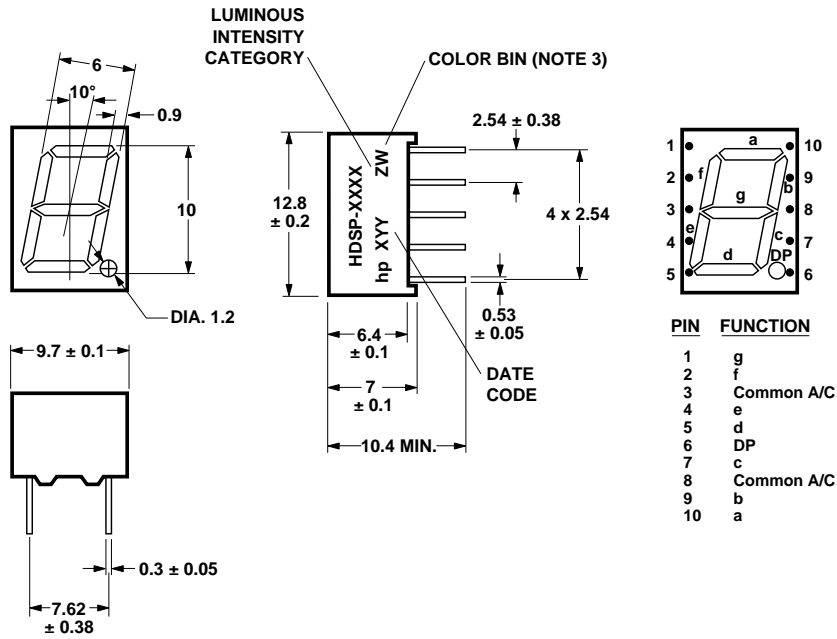 LUMINOUS
INTENSITY
CATEGORY
COLOR BIN (NOTE 3)
6
10°
0.9
10
DIA. 1.2
12.8
± 0.2
HDSP-XXXX
ZW
hp XYY
2.54 ± 0.38
4 x 2.54
0.53
± 0.05
6.4
± 0.1
7
± 0.1
DATE
CODE
10.4 MIN.
1
2
3
4
5
a
f
b
g
e
c
d
DP
10
9
8
7
6
9.7 ± 0.1
0.3 ± 0.05
7.62
± 0.38
PIN FUNCTION
1 g
2 f
3 Common A/C
4 e
5 d
6 DP
7 c
8 Common A/C
9 b
10 a